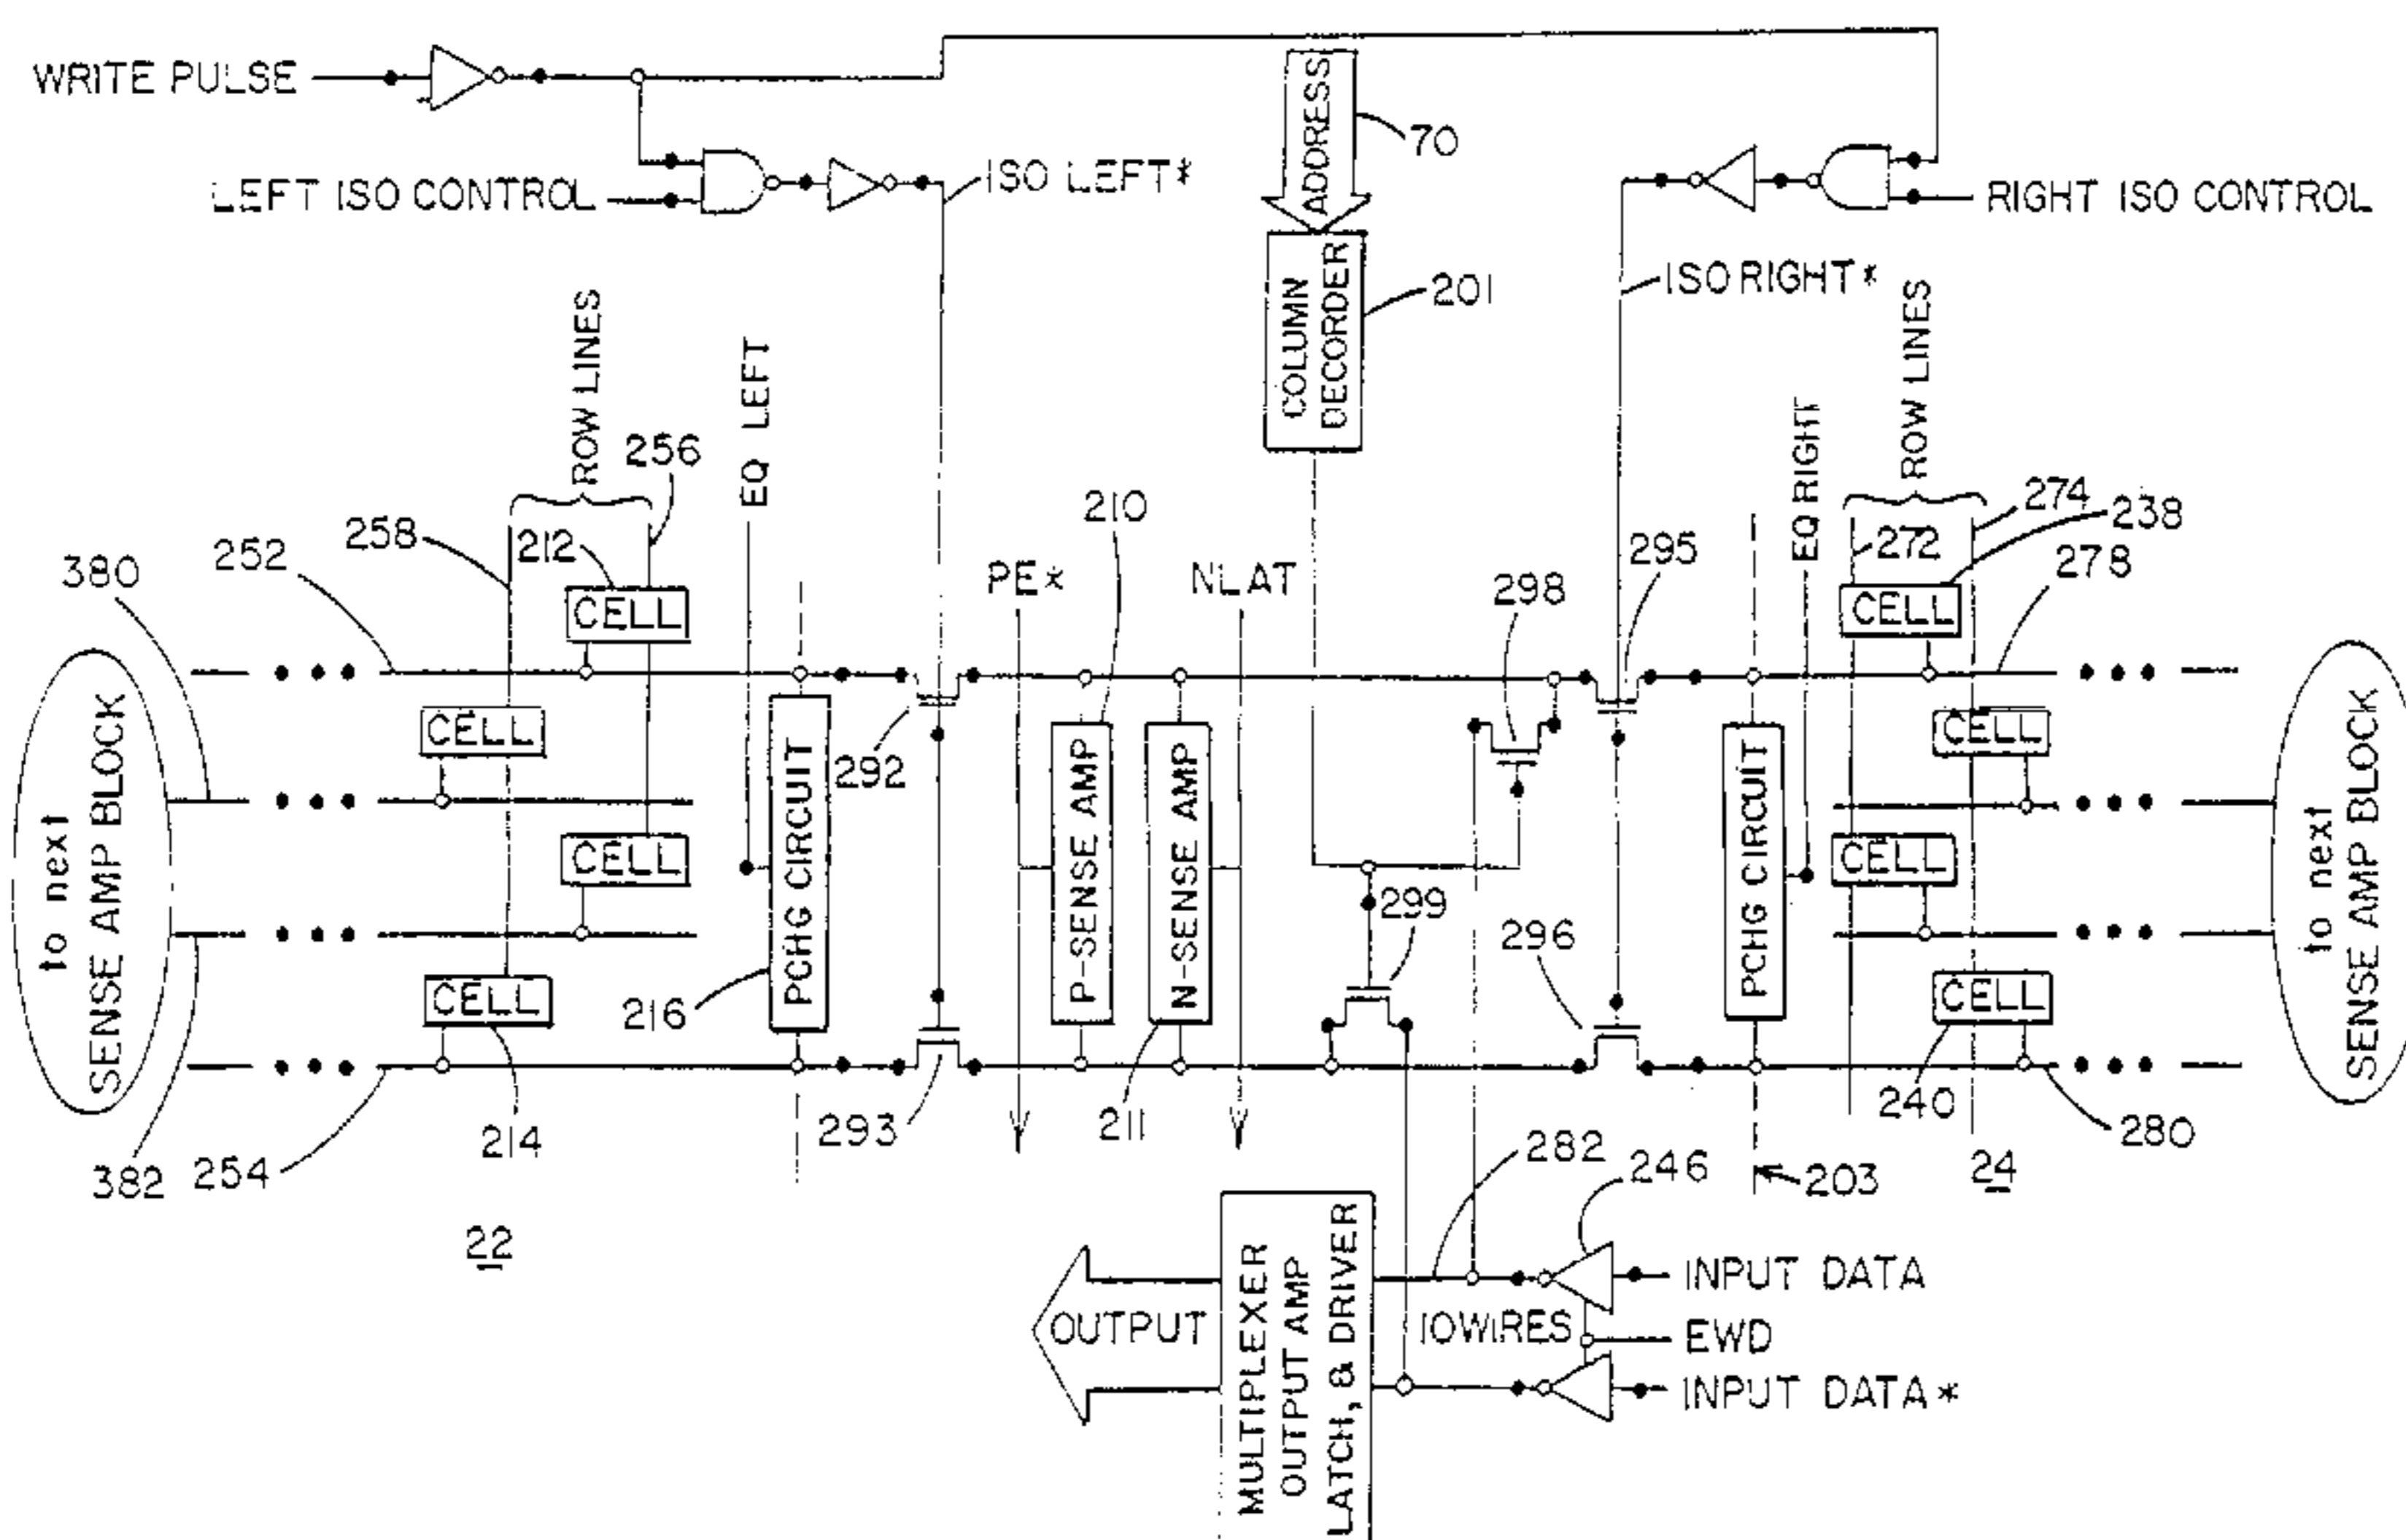 WRITE PULSE
LEFT ISO CONTROL
ISO LEFT*
ADDRESS
70
RIGHT ISO CONTROL
COLUMN
DECORDER
201
ISO RIGHT*
ROW LINES
EQ LEFT
256
258
212
252
380
CELL
CELL
CELL
CELL
to next
SENSE AMP BLOCK
382
254
214
22
216
PCHG CIRCUIT
292
293
PE*
210
NLAT
P-SENSE AMP
N-SENSE AMP
211
298
299
295
296
EQ RIGHT
ROW LINES
274
238
272
278
CELL
CELL
CELL
CELL
PCHG CIRCUIT
240
280
24
203
to next
SENSE AMP BLOCK
282
246
OUTPUT
MULTIPLEXER
OUTPUT AMP
LATCH, & DRIVER
IOWIRES
INPUT DATA
EWD
INPUT DATA*